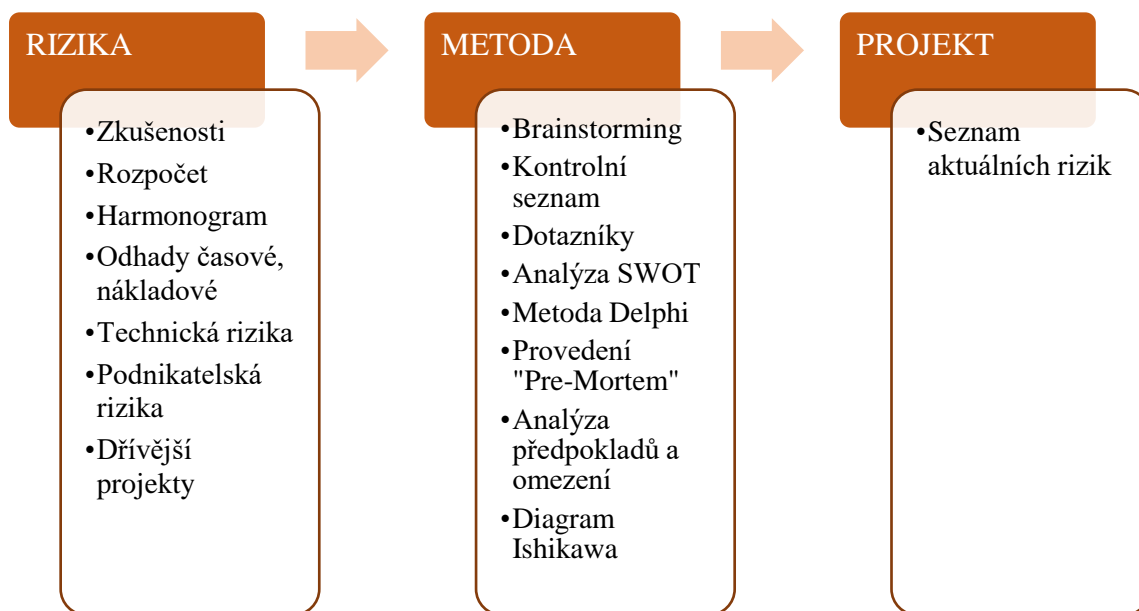 RIZIKA
•Zkušenosti
•Rozpočet
•Harmonogram
•Odhady časové,
nákladové
•Technická rizika
•Podnikatelská
rizika
•Dřívější
projekty
METODA
•Brainstorming
•Kontrolní
seznam
•Dotazníky
•Analýza SWOT
•Metoda Delphi
•Provedení
"Pre-Mortem"
•Analýza
předpokladů a
omezení
•Diagram
Ishikawa
PROJEKT
•Seznam
aktuálních rizik